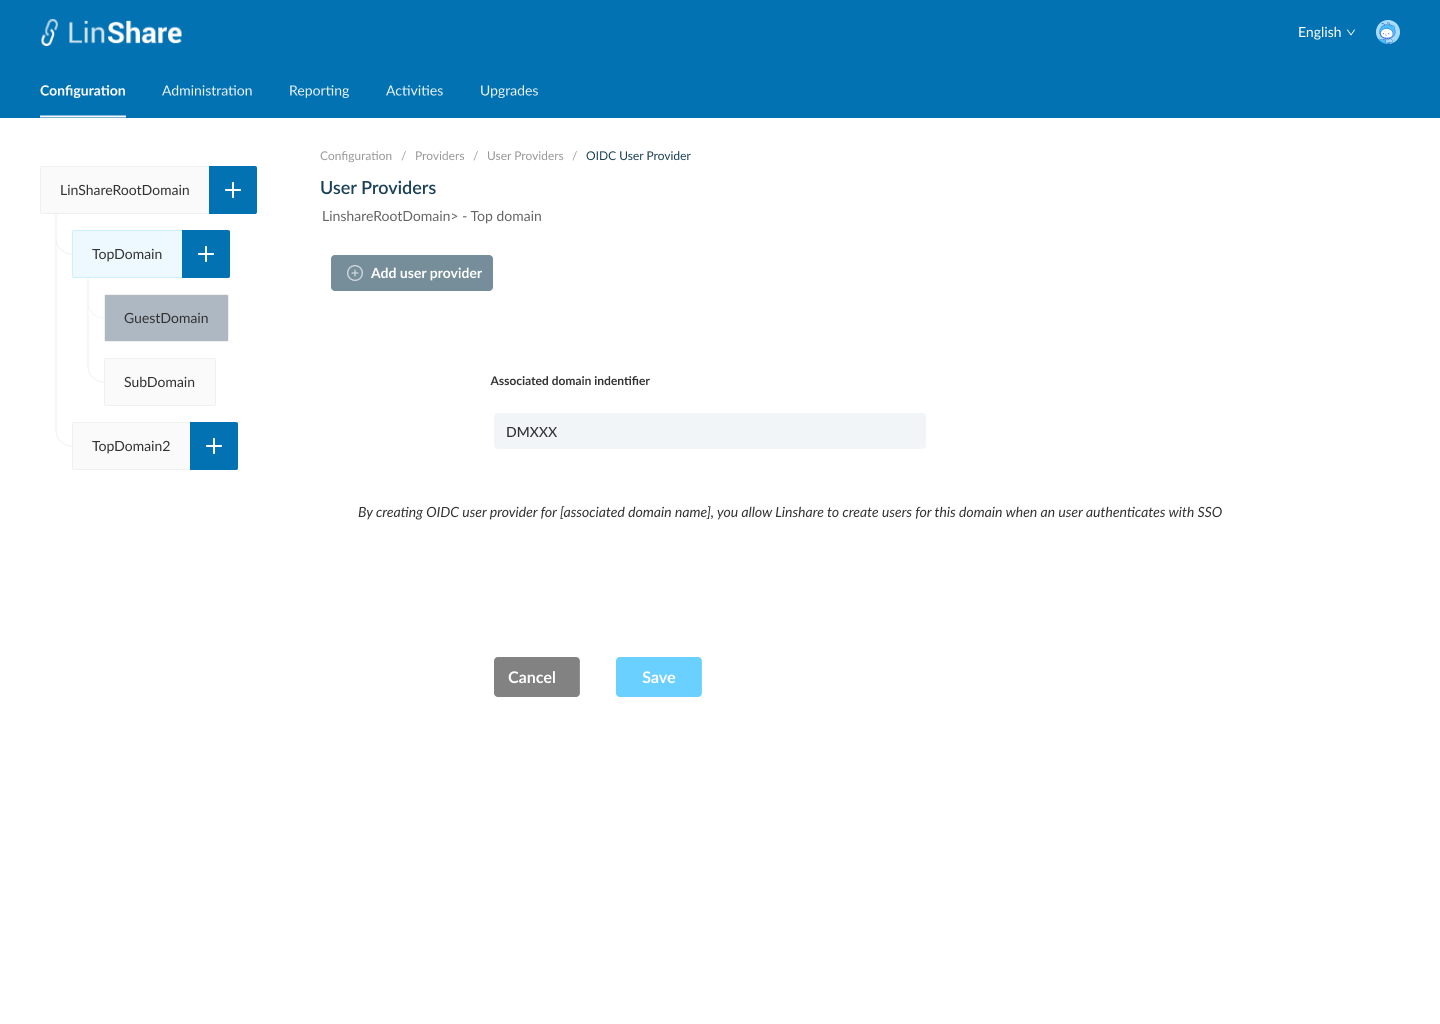 LinShare
English
Configuration Administration Reporting Activities Upgrades
Configuration / Providers / User Providers / OIDC User Provider
User Providers
LinshareRootDomain> - Top domain
LinShareRootDomain
TopDomain
GuestDomain
SubDomain
TopDomain2
Add user provider
Associated domain indentifier
DMXXX
By creating OIDC user provider for [associated domain name], you allow Linshare to create users for this domain when an user authenticates with SSO
Cancel Save